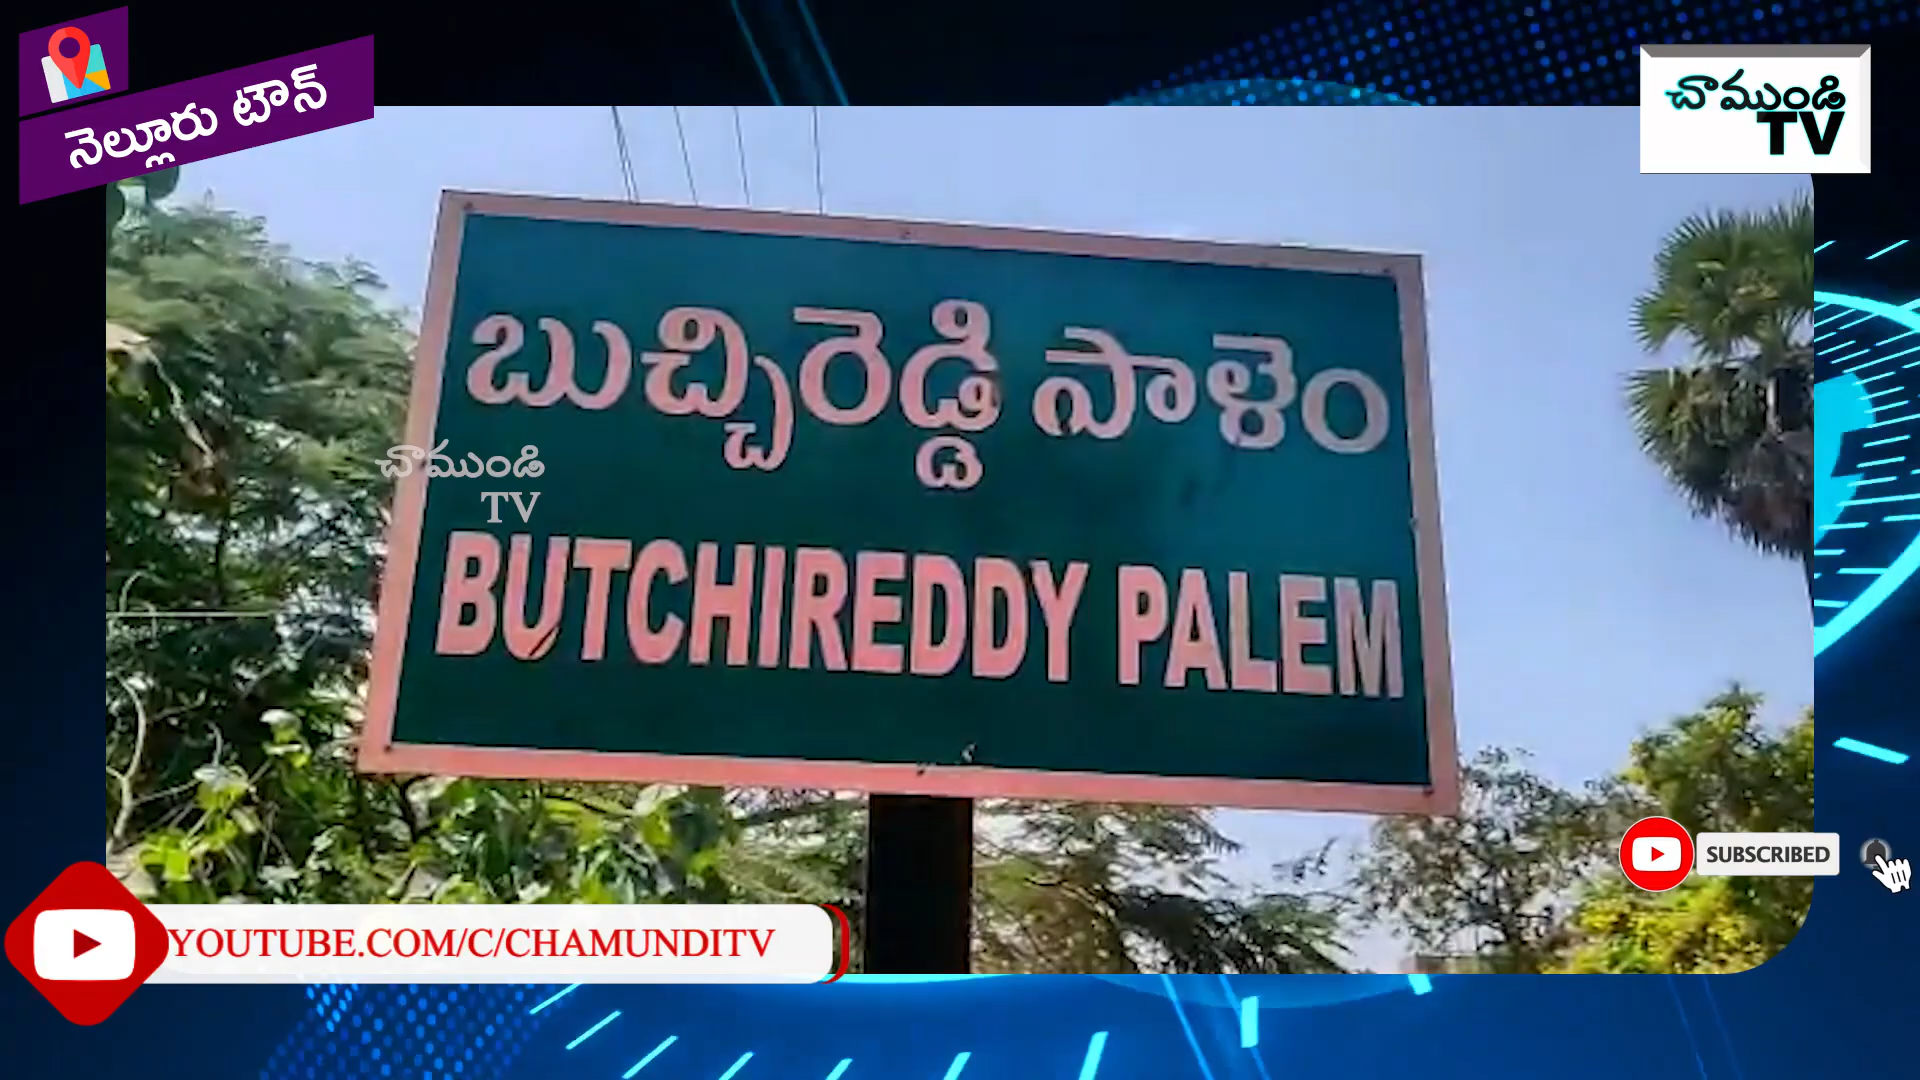 నెల్లూరు టౌన్
చాముండి
TV
బుచ్చిరెడ్డి పాళెం
చాముండి
TV
BUTCHIREDDY PALEM
SUBSCRIBED
YOUTUBE.COM/C/CHAMUNDITV